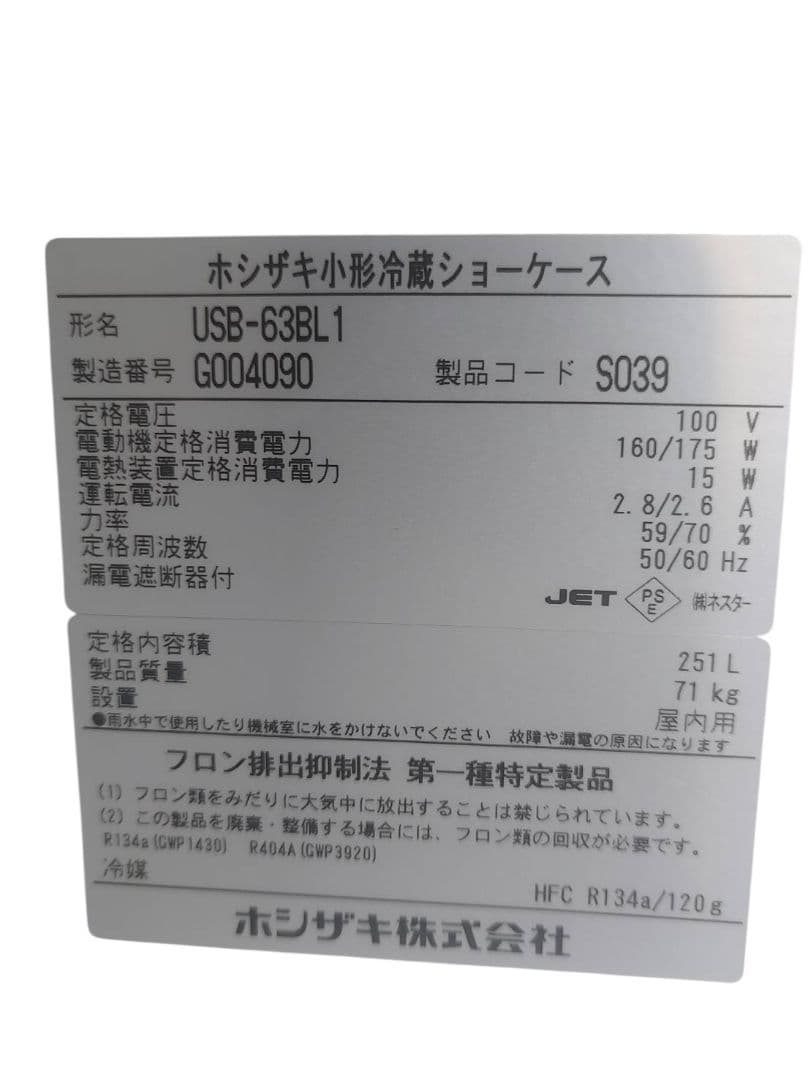 ホシザキ小形冷蔵ショーケース
形名 USB-63BL1
製造番号 G004090 製品コード S039
定格電圧 100 V
電動機定格消費電力 160/175 W
電熱装置定格消費電力 15 W
運転電流 2.8/2.6 A
力率 59/70 %
定格周波数 50/60 Hz
漏電遮断器付
JET PS E ㈱ネスター
定格内容積 251 L
製品質量 71 kg
設置 屋内用
●雨水中で使用したり機械室に水をかけないでください 故障や漏電の原因になります
フロン排出抑制法 第一種特定製品
(1) フロン類をみだりに大気中に放出することは禁じられています。
(2) この製品を廃棄・整備する場合には、フロン類の回収が必要です。
R134a(GWP1430) R404A(GWP3920)
冷媒 HFC R134a/120g
ホシザキ株式会社